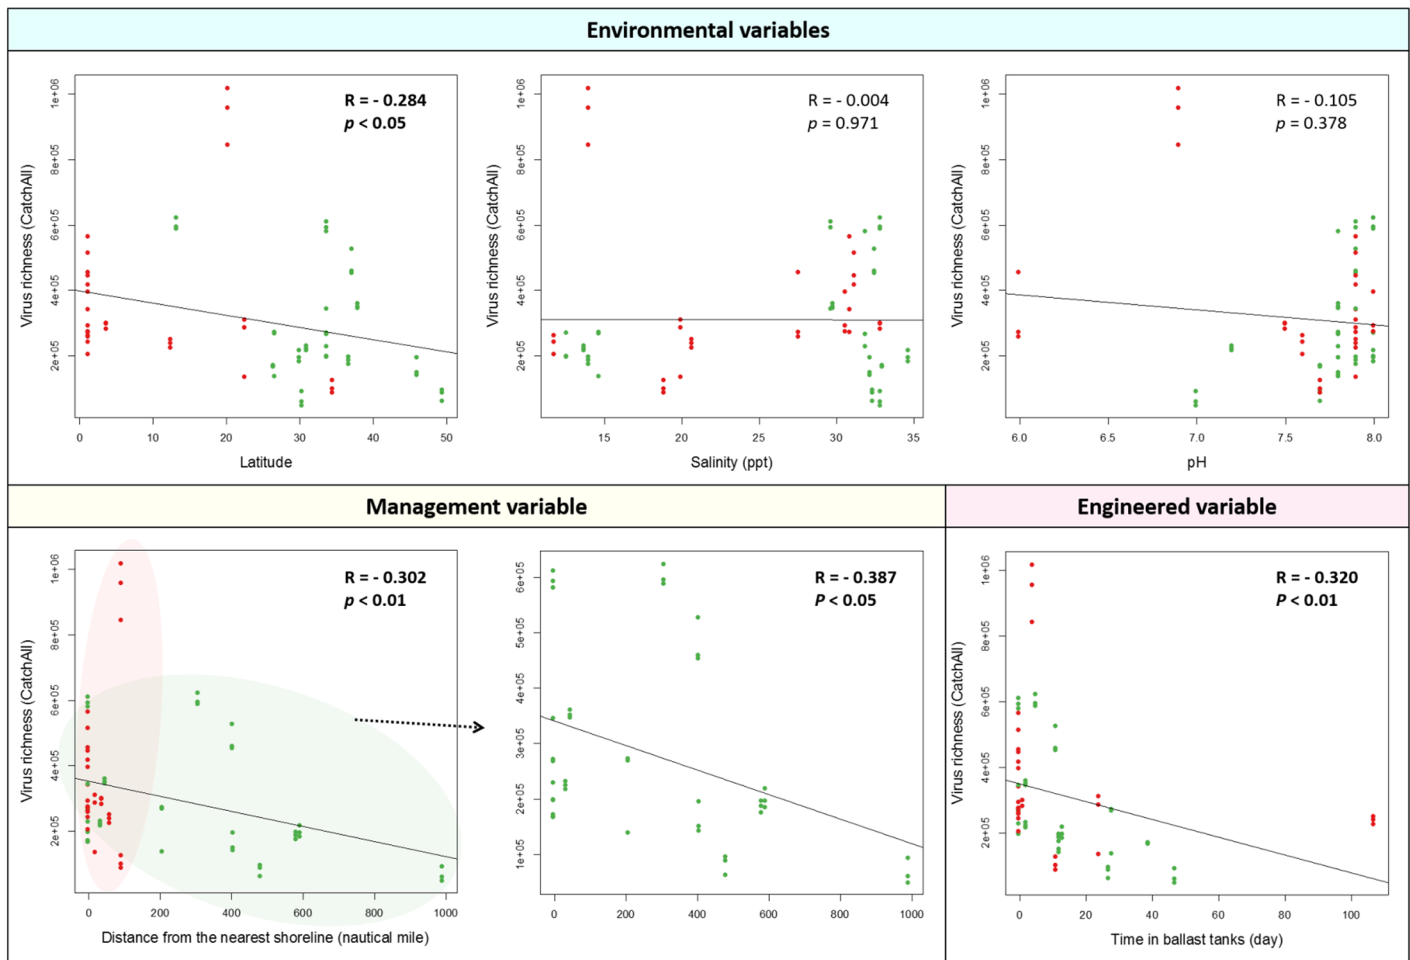 Environmental variables
Virus richness (CatchAll)
1e+06
8e+05
6e+05
4e+05
2e+05
R = - 0.284
p < 0.05
0 10 20 30 40 50
Latitude
Virus richness (CatchAll)
1e+06
8e+05
6e+05
4e+05
2e+05
R = - 0.004
p = 0.971
15 20 25 30 35
Salinity (ppt)
Virus richness (CatchAll)
1e+06
8e+05
6e+05
4e+05
2e+05
R = - 0.105
p = 0.378
6.0 6.5 7.0 7.5 8.0
pH
Management variable
Virus richness (CatchAll)
1e+06
8e+05
6e+05
4e+05
2e+05
R = - 0.302
p < 0.01
0 200 400 600 800 1000
Distance from the nearest shoreline (nautical mile)
6e+05
5e+05
4e+05
3e+05
2e+05
1e+05
R = - 0.387
P < 0.05
0 200 400 600 800 1000
Engineered variable
Virus richness (CatchAll)
1e+06
8e+05
6e+05
4e+05
2e+05
R = - 0.320
P < 0.01
0 20 40 60 80 100
Time in ballast tanks (day)